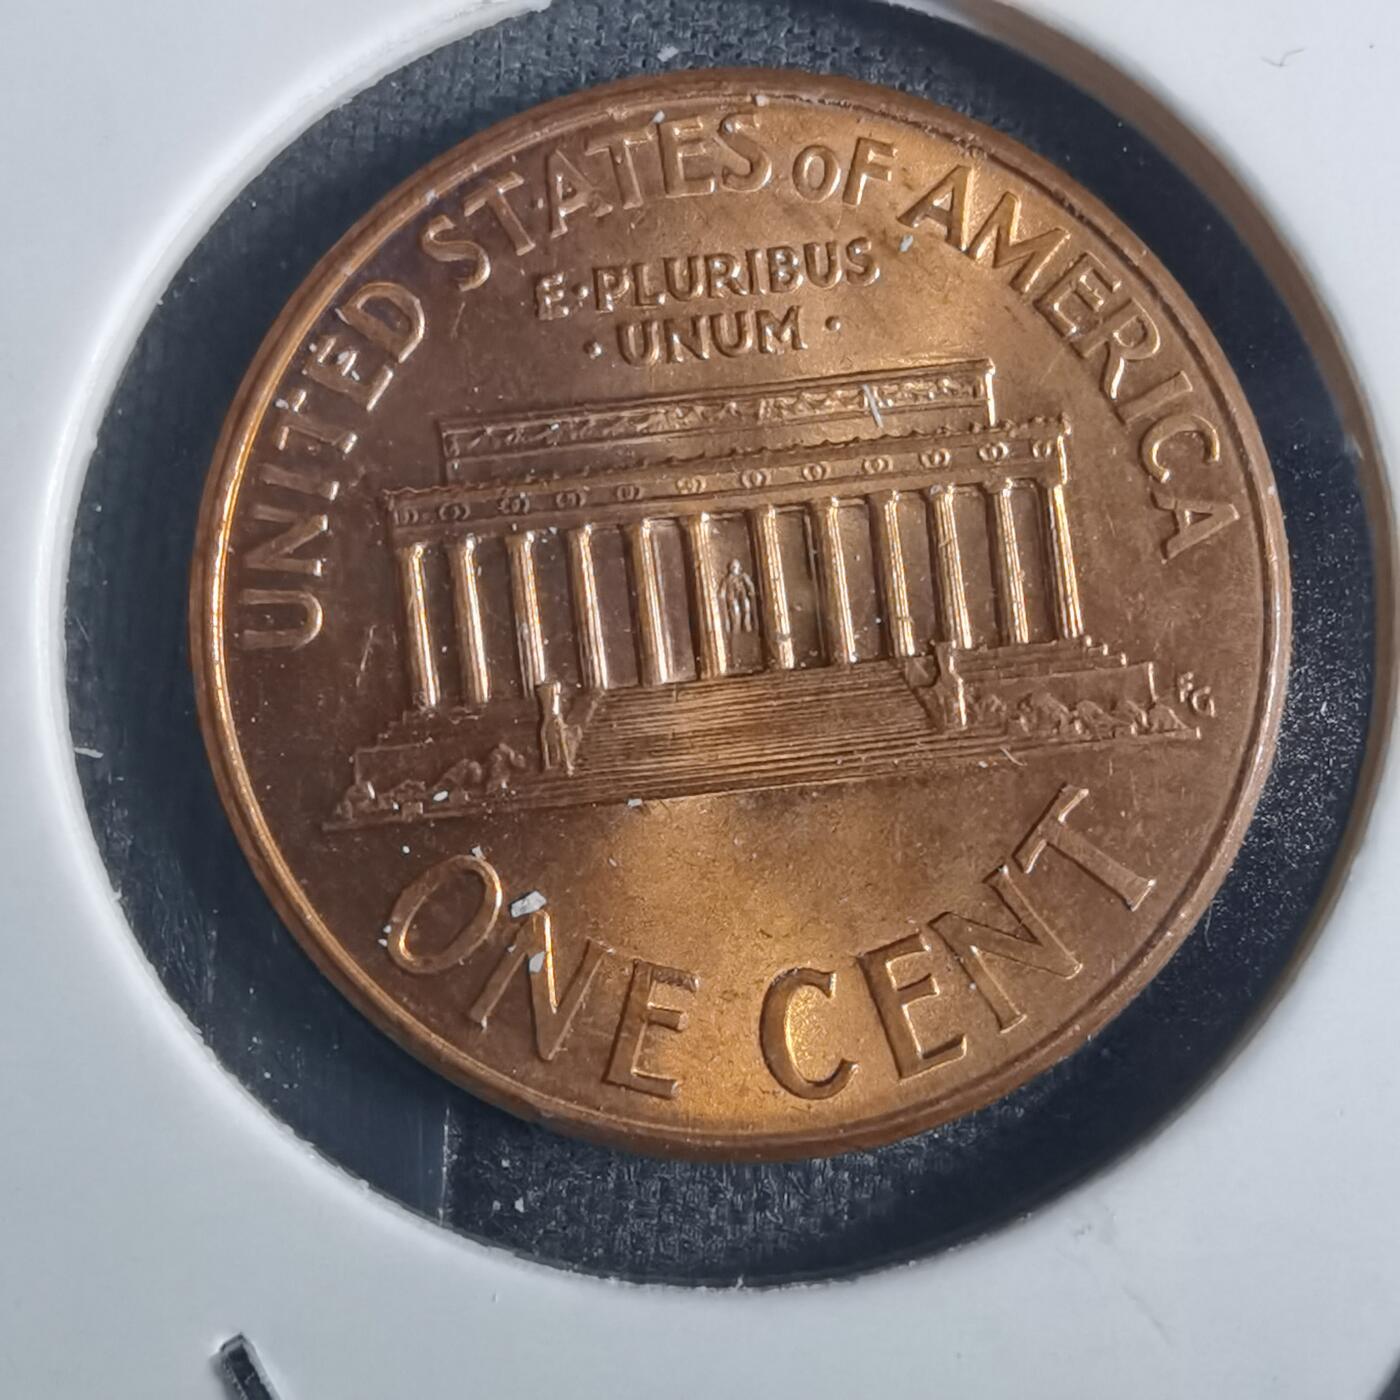 UNITED STATES OF AMERICA
E·PLURIBUS
·UNUM·
FG
ONE CENT